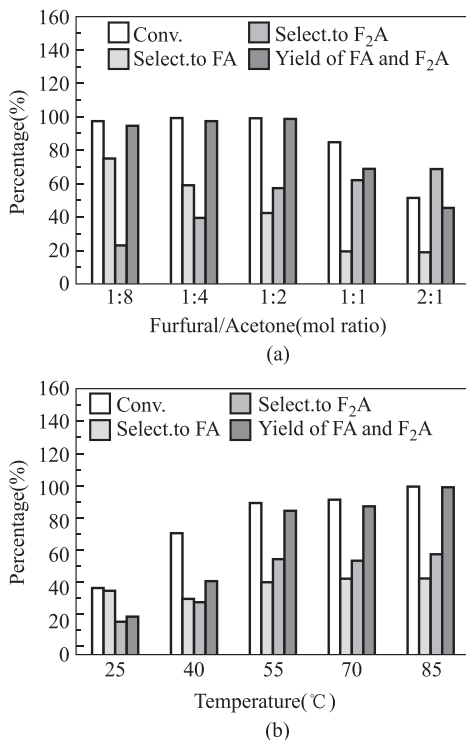 160
140
120
100
80
60
40
20
0
Percentage(%)
Conv.
Select.to F₂A
Select.to FA
Yield of FA and F₂A
1:8
1:4
1:2
1:1
2:1
Furfural/Acetone(mol ratio)
(a)
160
140
120
100
80
60
40
20
0
Percentage(%)
Conv.
Select.to F₂A
Select.to FA
Yield of FA and F₂A
25
40
55
70
85
Temperature(℃)
(b)